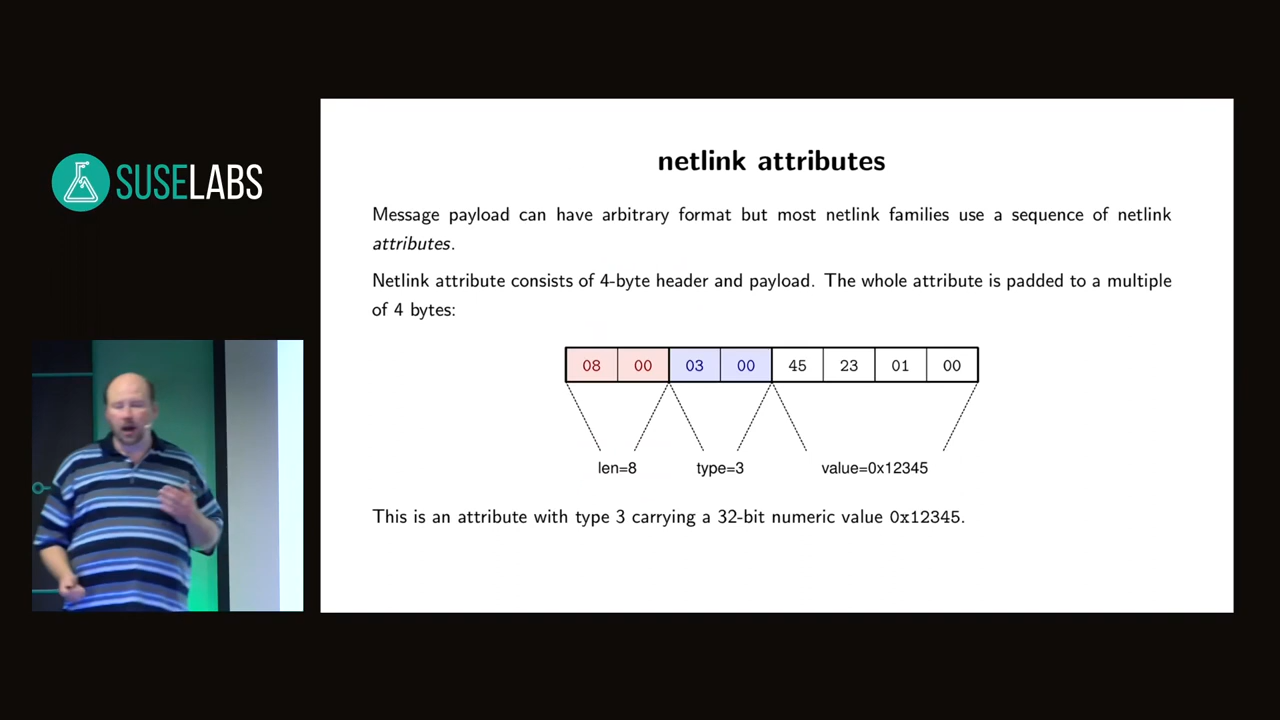 SUSELABS
netlink attributes
Message payload can have arbitrary format but most netlink families use a sequence of netlink
attributes.
Netlink attribute consists of 4-byte header and payload. The whole attribute is padded to a multiple
of 4 bytes:
08 00 03 00 45 23 01 00
len=8 type=3 value=0x12345
This is an attribute with type 3 carrying a 32-bit numeric value 0x12345.